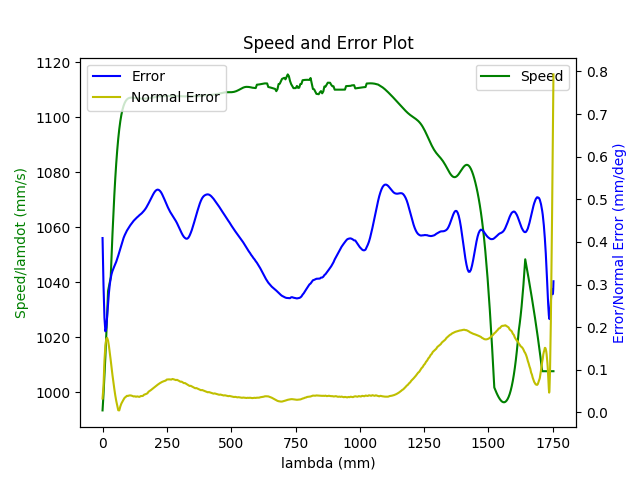 Speed and Error Plot
Error
Normal Error
Speed
1120
1100
1080
1060
1040
1020
1000
Speed/lamdot (mm/s)
0.8
0.7
0.6
0.5
0.4
0.3
0.2
0.1
0.0
Error/Normal Error (mm/deg)
0 250 500 750 1000 1250 1500 1750
lambda (mm)